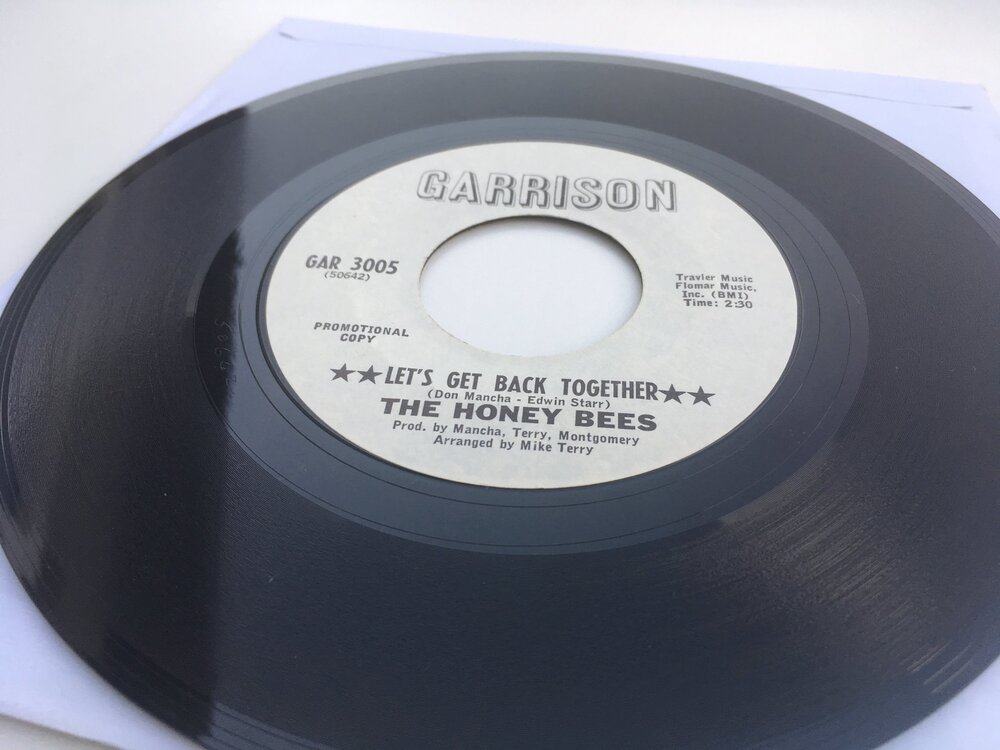 GARRISON
GAR 3005
(50642)
Travler Music
Flomar Music,
Inc. (BMI)
Time: 2:30
PROMOTIONAL
COPY
★★LET'S GET BACK TOGETHER★★
(Don Mancha - Edwin Starr)
THE HONEY BEES
Prod. by Mancha, Terry, Montgomery
Arranged by Mike Terry